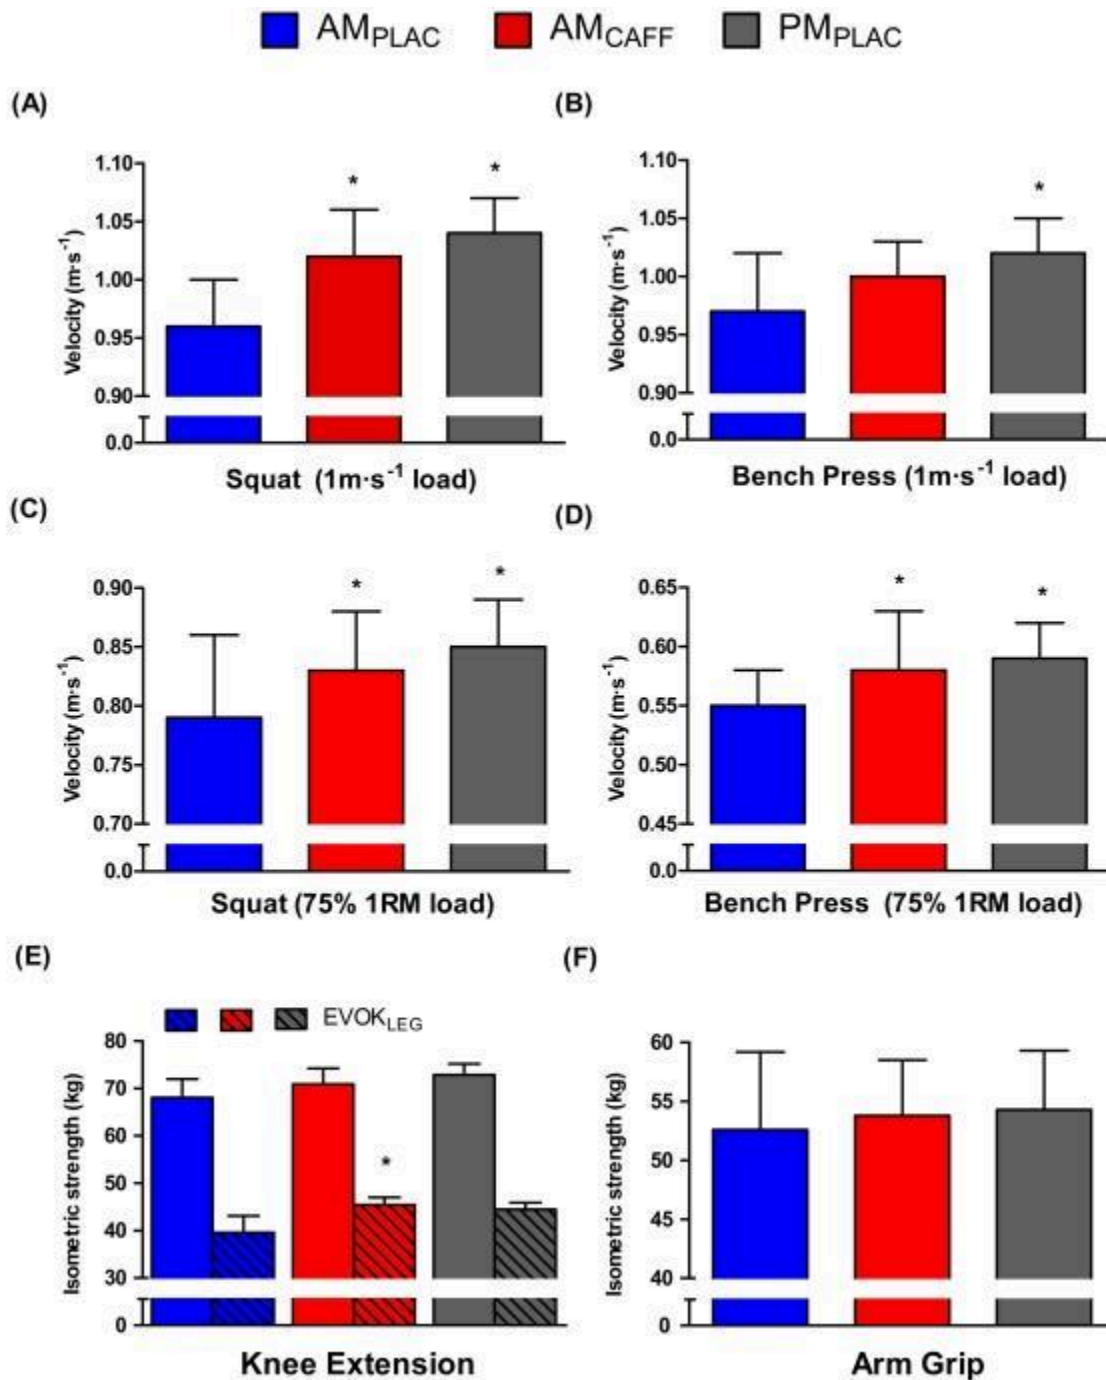 AMPLAC AMCAFF PMPLAC
(A)
*
*
1.10
1.05
1.00
0.95
0.90
0.0
Velocity (m·s⁻¹)
Squat (1m·s⁻¹ load)
(B)
*
1.10
1.05
1.00
0.95
0.90
0.0
Velocity (m·s⁻¹)
Bench Press (1m·s⁻¹ load)
(C)
*
*
0.90
0.85
0.80
0.75
0.70
0.0
Velocity (m·s⁻¹)
Squat (75% 1RM load)
(D)
*
*
0.65
0.60
0.55
0.50
0.45
0.0
Velocity (m·s⁻¹)
Bench Press (75% 1RM load)
(E)
EVOKLEG
*
80
70
60
50
40
30
0
Isometric strength (kg)
Knee Extension
(F)
60
55
50
45
40
0
Isometric strength (kg)
Arm Grip